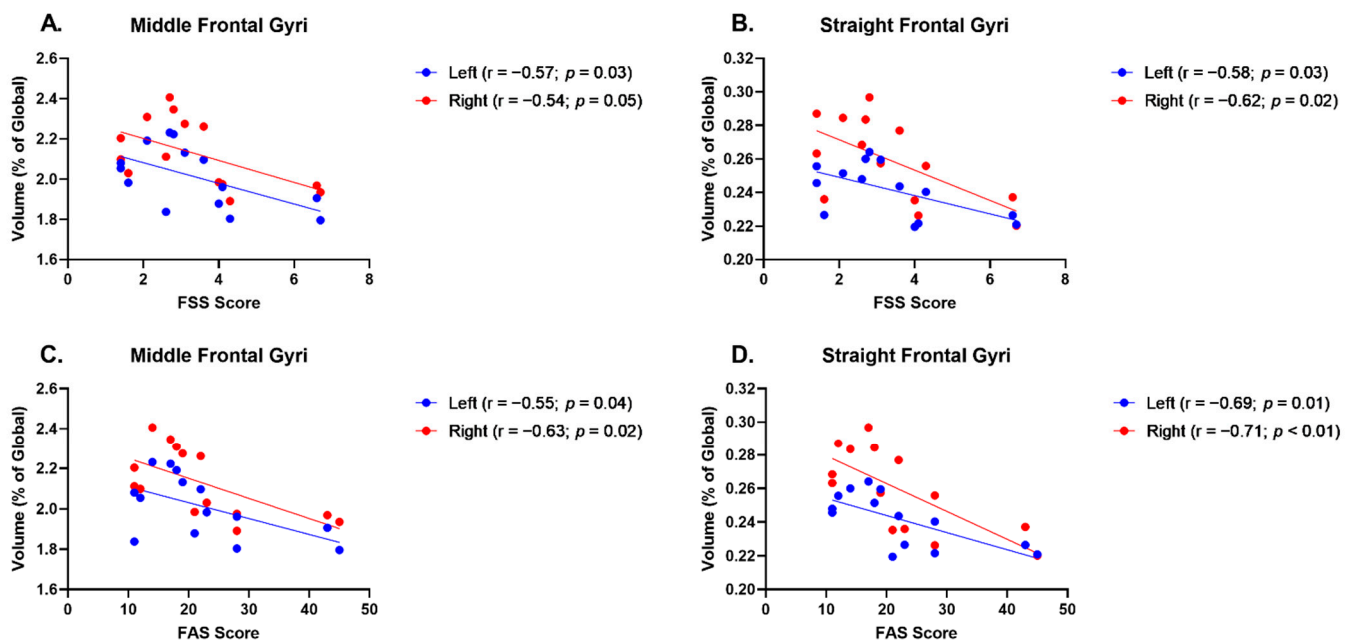 A.
Middle Frontal Gyri
Volume (% of Global)
2.6
2.4
2.2
2.0
1.8
1.6
0 2 4 6 8
FSS Score
Left (r = −0.57; p = 0.03)
Right (r = −0.54; p = 0.05)
B.
Straight Frontal Gyri
Volume (% of Global)
0.32
0.30
0.28
0.26
0.24
0.22
0.20
0 2 4 6 8
FSS Score
Left (r = −0.58; p = 0.03)
Right (r = −0.62; p = 0.02)
C.
Middle Frontal Gyri
Volume (% of Global)
2.6
2.4
2.2
2.0
1.8
1.6
0 10 20 30 40 50
FAS Score
Left (r = −0.55; p = 0.04)
Right (r = −0.63; p = 0.02)
D.
Straight Frontal Gyri
Volume (% of Global)
0.32
0.30
0.28
0.26
0.24
0.22
0.20
0 10 20 30 40 50
FAS Score
Left (r = −0.69; p = 0.01)
Right (r = −0.71; p < 0.01)